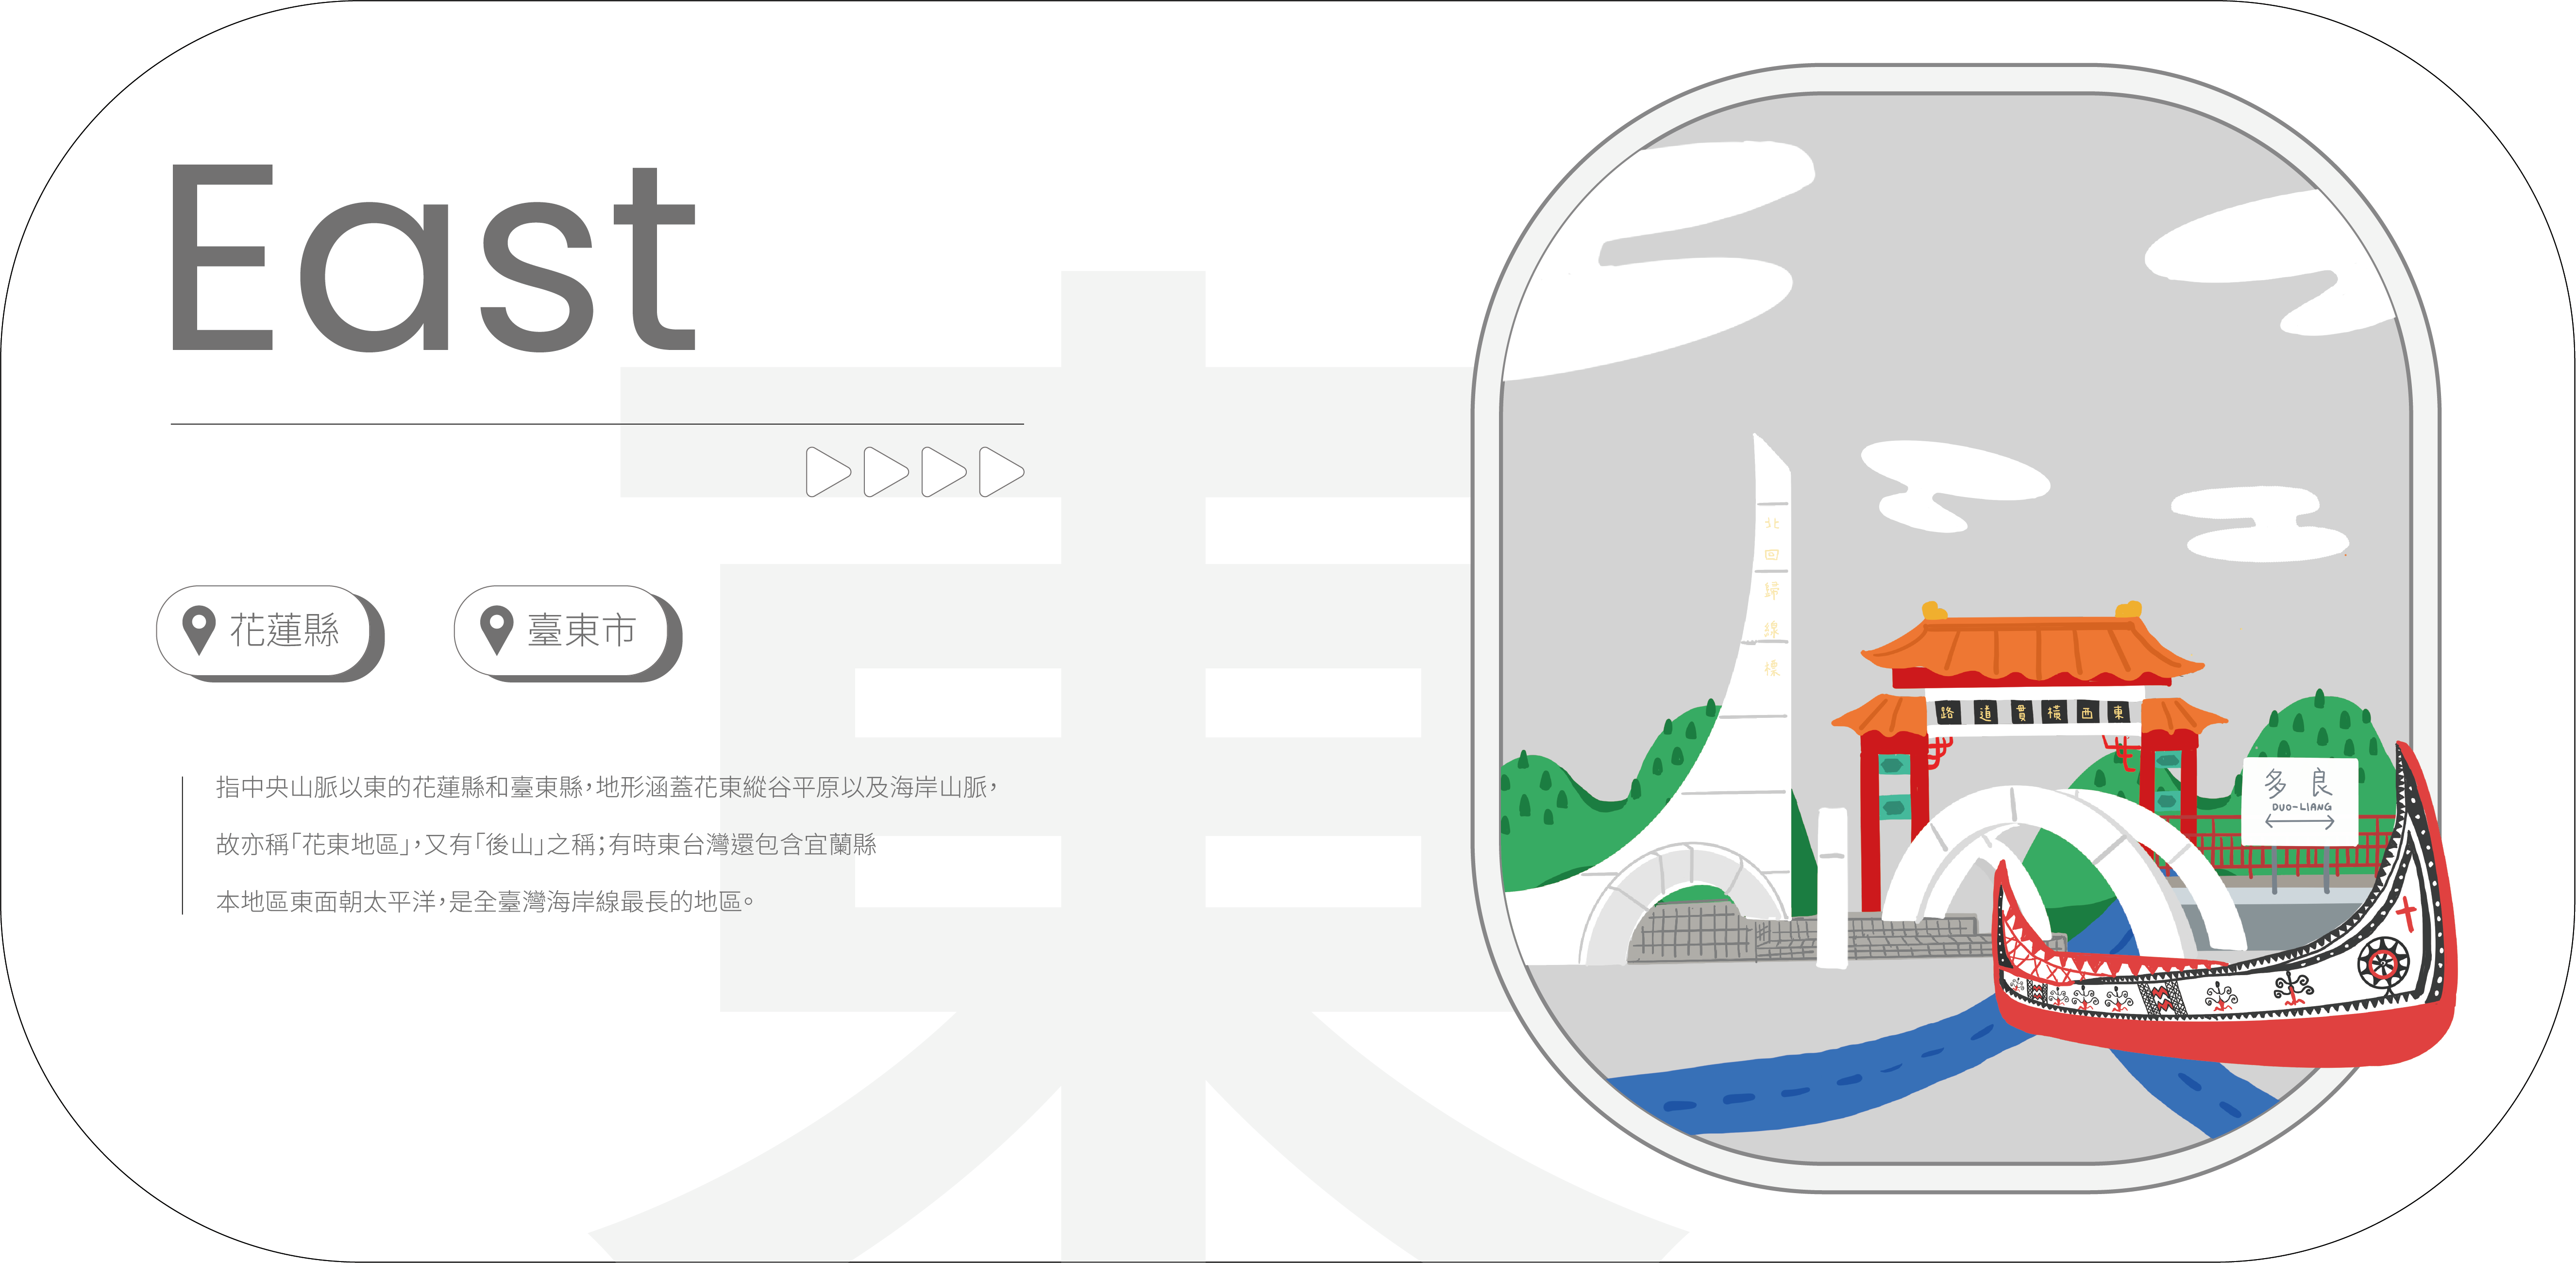 East
東
花蓮縣
臺東市
指中央山脈以東的花蓮縣和臺東縣，地形涵蓋花東縱谷平原以及海岸山脈，
故亦稱「花東地區」，又有「後山」之稱；有時東台灣還包含宜蘭縣
本地區東面朝太平洋，是全臺灣海岸線最長的地區。
北
回
歸
線
標
路道貫橫西東
多良
DUO-LIANG